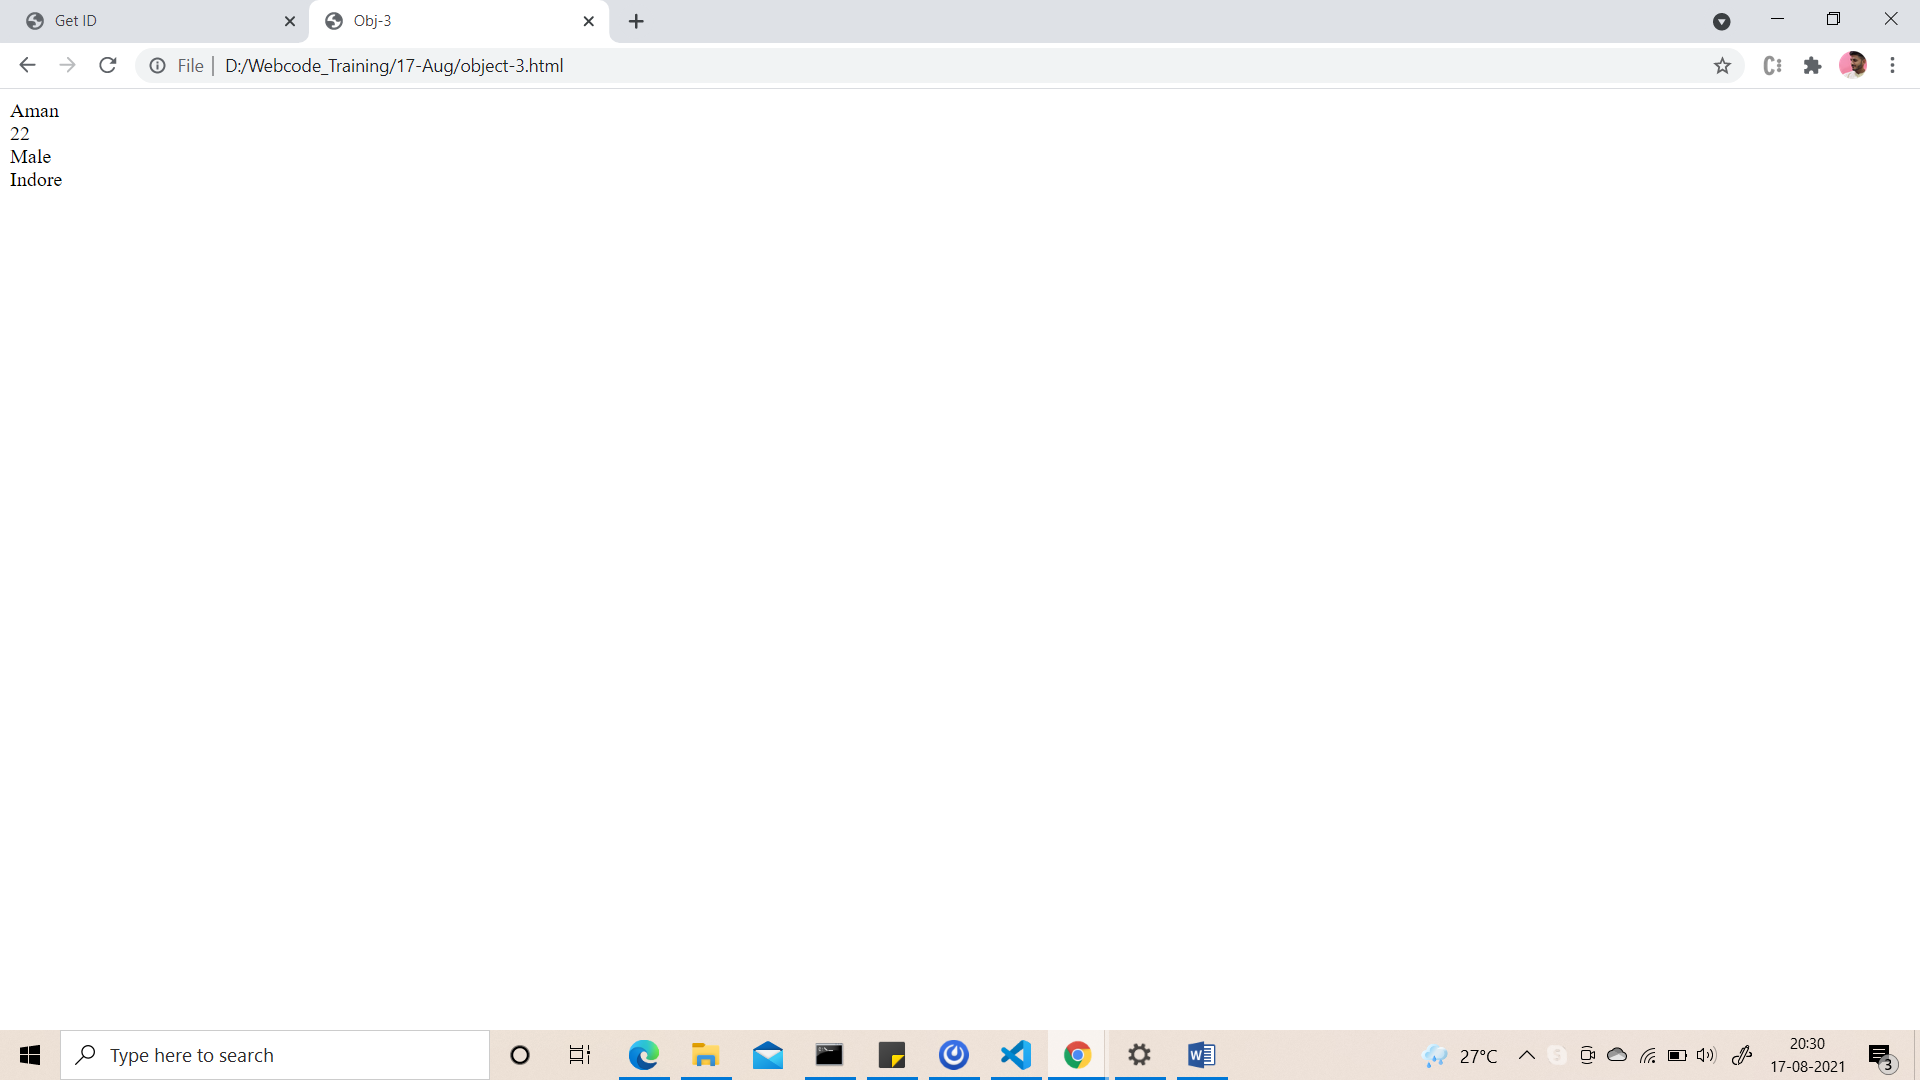 Get ID
Obj-3
File
D:/Webcode_Training/17-Aug/object-3.html
Aman
22
Male
Indore
Type here to search
27°C
20:30
17-08-2021
3